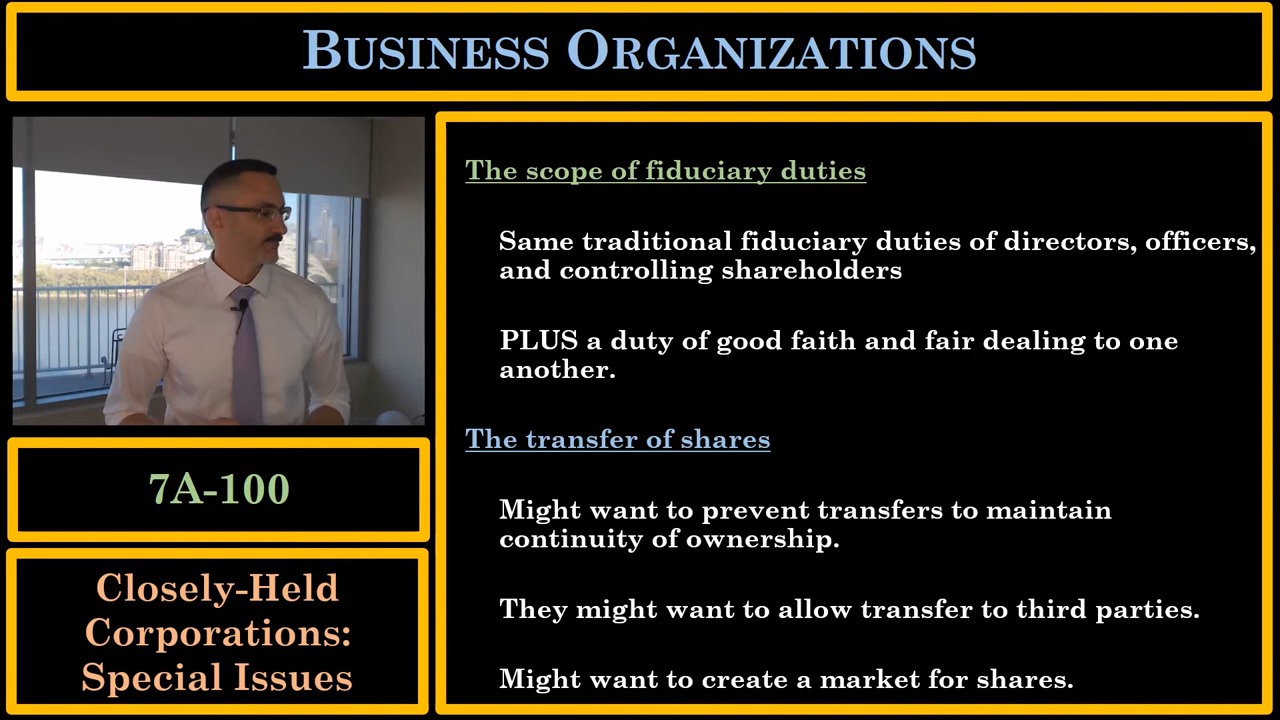 Business Organizations
The scope of fiduciary duties
Same traditional fiduciary duties of directors, officers,
and controlling shareholders
PLUS a duty of good faith and fair dealing to one
another.
The transfer of shares
Might want to prevent transfers to maintain
continuity of ownership.
They might want to allow transfer to third parties.
Might want to create a market for shares.
7A-100
Closely-Held
Corporations:
Special Issues